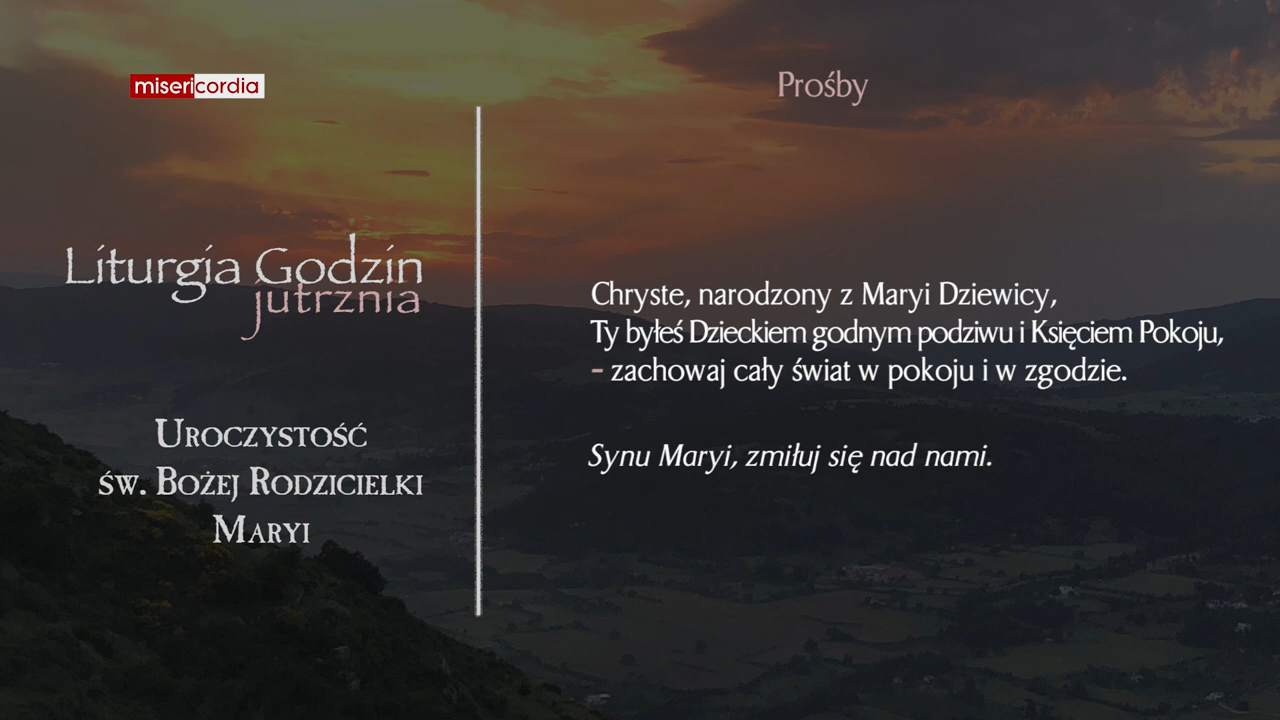 misericordia
Liturgia Godzin
jutrznia
Uroczystość
św. Bożej Rodzicielki
Maryi
Prośby
Chryste, narodzony z Maryi Dziewicy,
Ty byłeś Dzieckiem godnym podziwu i Księciem Pokoju,
- zachowaj cały świat w pokoju i w zgodzie.
Synu Maryi, zmiłuj się nad nami.